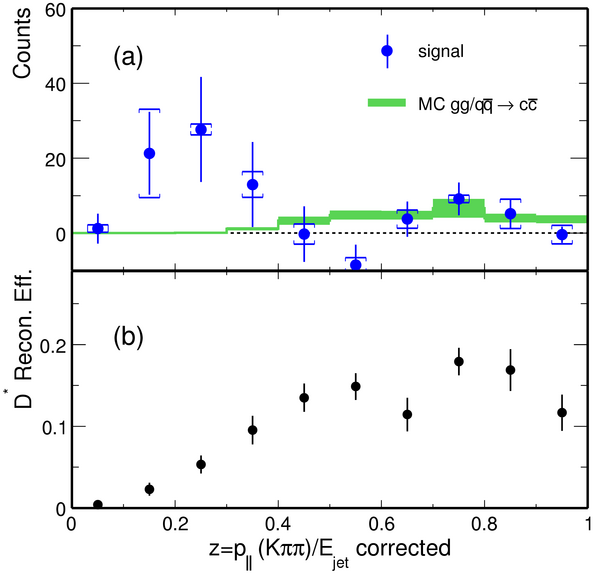 60
40
20
0
Counts
(a)
signal
MC gg/qq̅ → cc̅
0.2
0.1
0
D* Recon. Eff.
(b)
0 0.2 0.4 0.6 0.8 1
z=p∥ (Kππ)/Ejet corrected